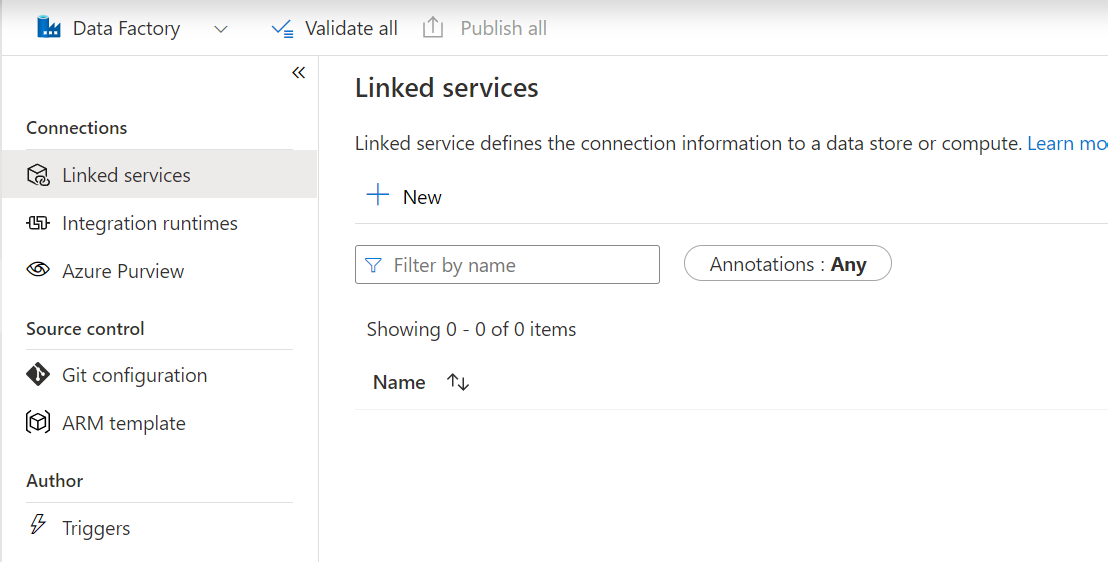 Data Factory
Validate all
Publish all
Connections
Linked services
Integration runtimes
Azure Purview
Source control
Git configuration
ARM template
Author
Triggers
Linked services
Linked service defines the connection information to a data store or compute. Learn mo
New
Filter by name
Annotations : Any
Showing 0 - 0 of 0 items
Name